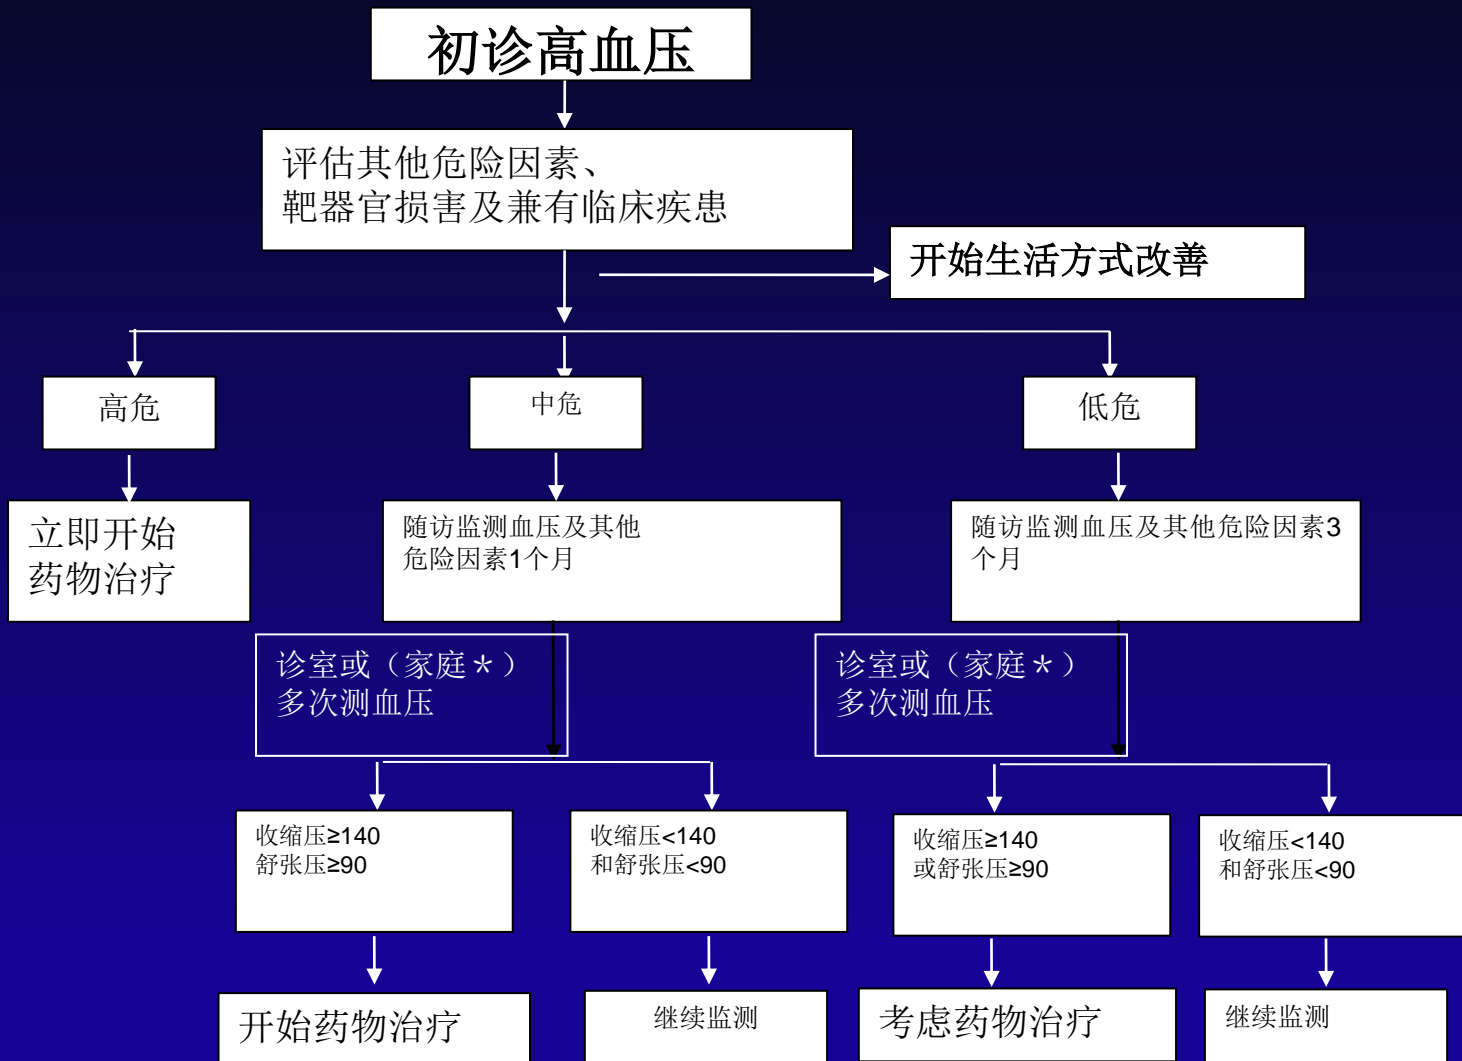 初诊高血压
评估其他危险因素、
靶器官损害及兼有临床疾患
开始生活方式改善
高危
中危
低危
立即开始
药物治疗
随访监测血压及其他
危险因素1个月
随访监测血压及其他危险因素3
个月
诊室或（家庭＊）
多次测血压
诊室或（家庭＊）
多次测血压
收缩压≥140
舒张压≥90
收缩压<140
和舒张压<90
收缩压≥140
或舒张压≥90
收缩压<140
和舒张压<90
开始药物治疗
继续监测
考虑药物治疗
继续监测